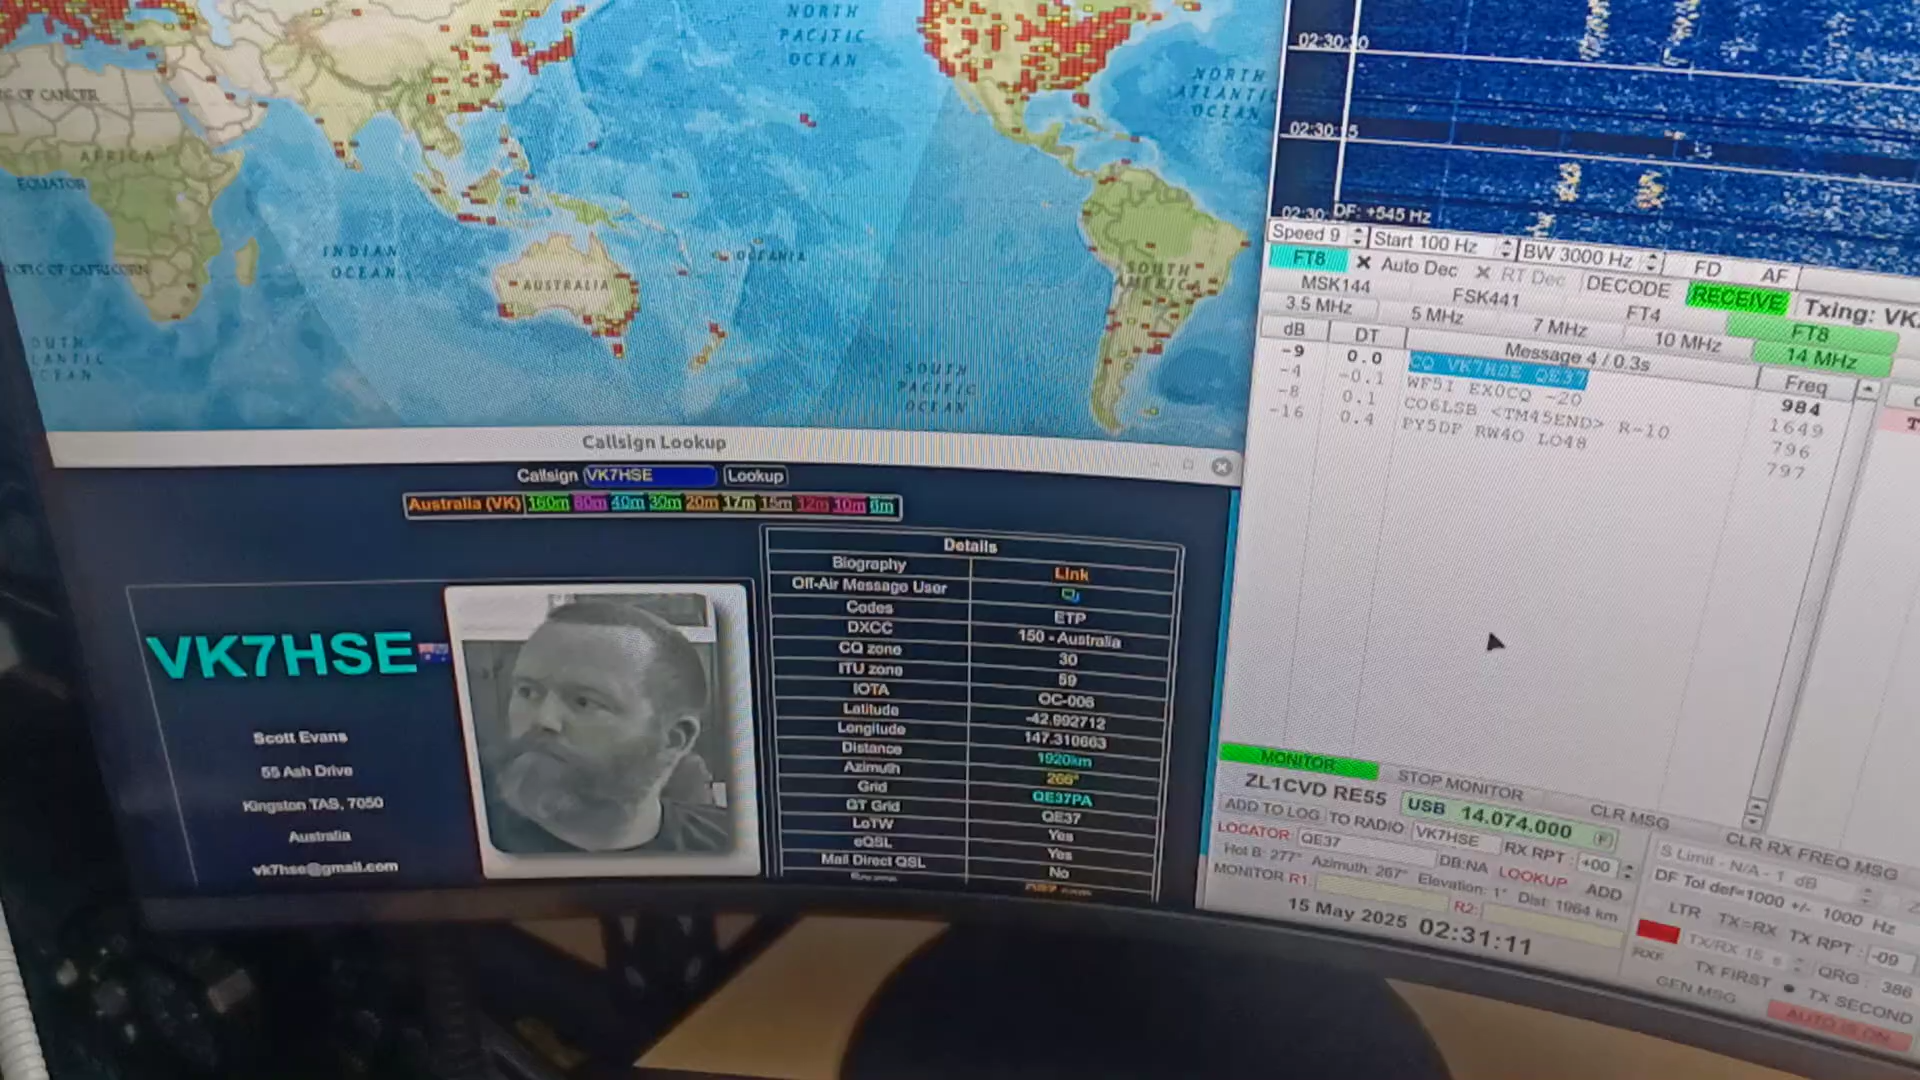 NORTH
PACIFIC
OCEAN
NORTH
ATLANTIC
OCEAN
AFRICA
EQUATOR
INDIAN
OCEAN
AUSTRALIA
OCEANIA
SOUTH
AMERICA
SOUTH
PACIFIC
OCEAN
Callsign Lookup
Callsign VK7HSE Lookup
Australia (VK) 160m 80m 40m 30m 20m 17m 15m 12m 10m 6m
VK7HSE
Scott Evans
55 Ash Drive
Kingston TAS, 7050
Australia
vk7hse@gmail.com
Details
Biography Link
Off-Air Message User
Codes ETP
DXCC 150 - Australia
CQ zone 30
ITU zone 59
IOTA OC-006
Latitude -42.992712
Longitude 147.310663
Distance 1920km
Azimuth 266°
Grid QE37PA
GT Grid QE37
LoTW Yes
eQSL Yes
Mail Direct QSL No
02:30:30
02:30:15
02:30: DF: +545 Hz
Speed 9 Start 100 Hz BW 3000 Hz FD AF
FT8 Auto Dec RT Dec DECODE RECEIVE Txing: VK
MSK144 FSK441 FT4 FT8
3.5 MHz 5 MHz 7 MHz 10 MHz 14 MHz
dB DT Message 4 / 0.3s Freq
-9 0.0 CQ VK7HSE QE37 984
-4 -0.1 WF5I EX0CQ -20 1649
-8 0.1 CO6LSB <TM45END> R-10 796
-16 0.4 PY5DF RW4O LO48 797
MONITOR STOP MONITOR CLR MSG CLR RX FREQ MSG
ZL1CVD RE55 USB 14.074.000
ADD TO LOG TO RADIO VK7HSE RX RPT : +00
LOCATOR QE37 DB:NA LOOKUP ADD
Hot B: 277° Azimuth: 267° Elevation: 1° Dist: 1964 km
MONITOR R1: R2:
15 May 2025 02:31:11
S Limit - N/A - 1 dB
DF Tol def=1000 +/- 1000 Hz
LTR TX=RX TX RPT : -09
TX/RX 15 s QRG : 386
RXF TX FIRST TX SECOND
GEN MSG AUTO IS ON